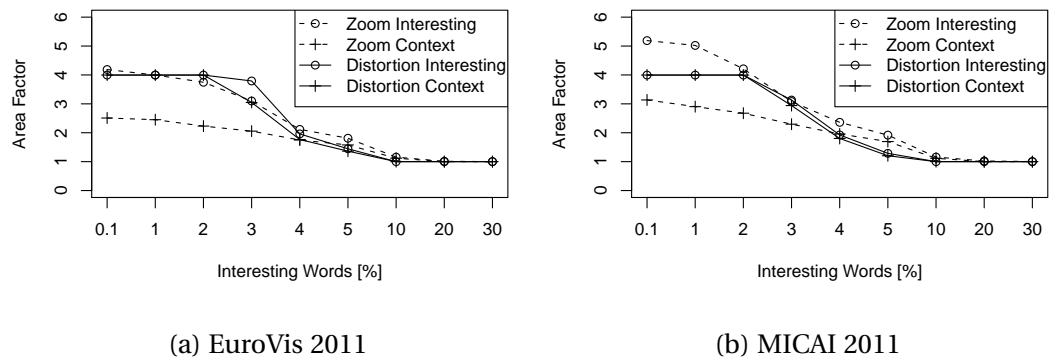 Area Factor
6
5
4
3
2
1
0
Zoom Interesting
Zoom Context
Distortion Interesting
Distortion Context
0.1 1 2 3 4 5 10 20 30
Interesting Words [%]
(a) EuroVis 2011
Area Factor
6
5
4
3
2
1
0
Zoom Interesting
Zoom Context
Distortion Interesting
Distortion Context
0.1 1 2 3 4 5 10 20 30
Interesting Words [%]
(b) MICAI 2011